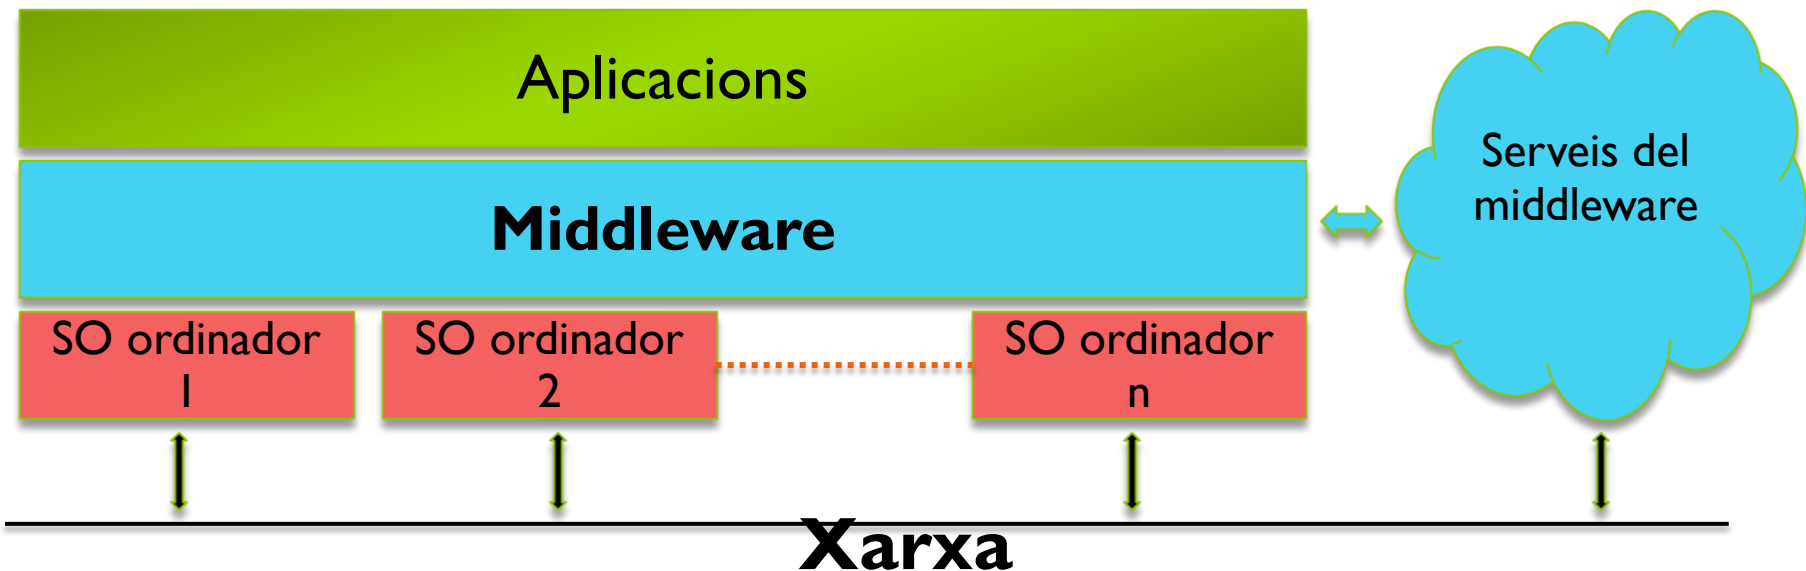 Aplicacions
Serveis del
middleware
Middleware
SO ordinador
1
SO ordinador
2
SO ordinador
n
Xarxa